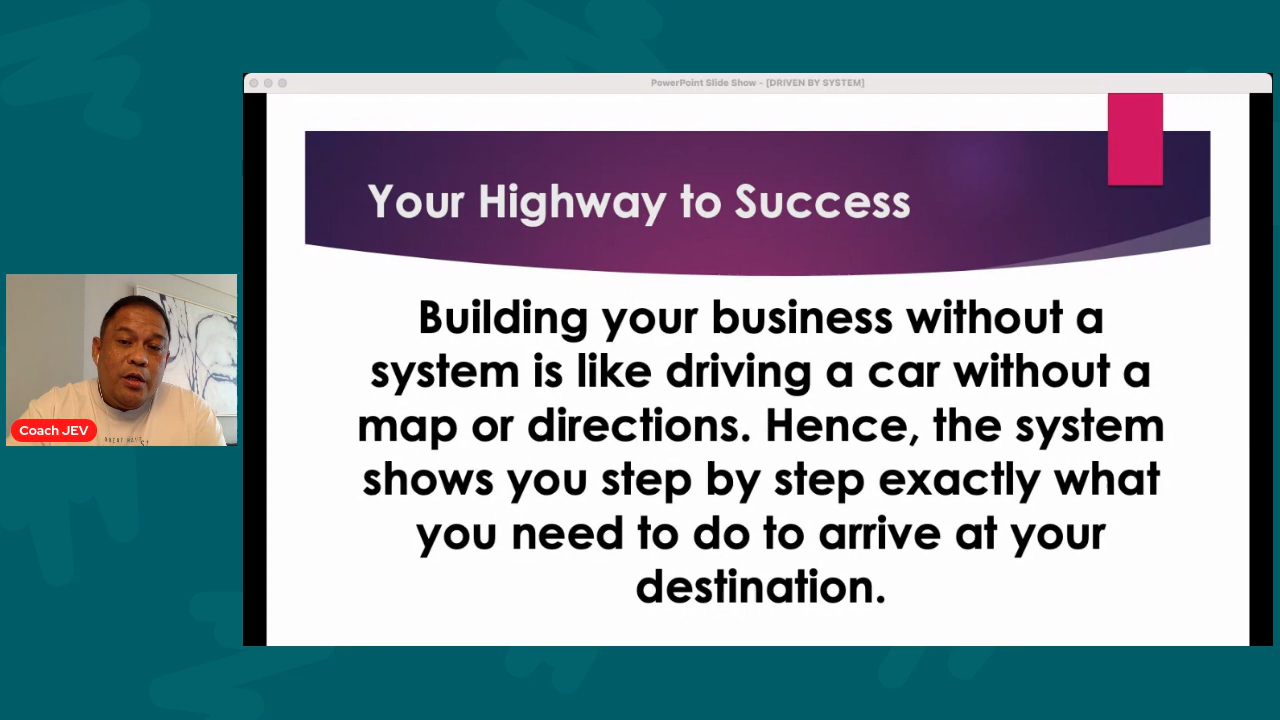 PowerPoint Slide Show - [DRIVEN BY SYSTEM]
Your Highway to Success
Building your business without a
system is like driving a car without a
map or directions. Hence, the system
shows you step by step exactly what
you need to do to arrive at your
destination.
Coach JEV